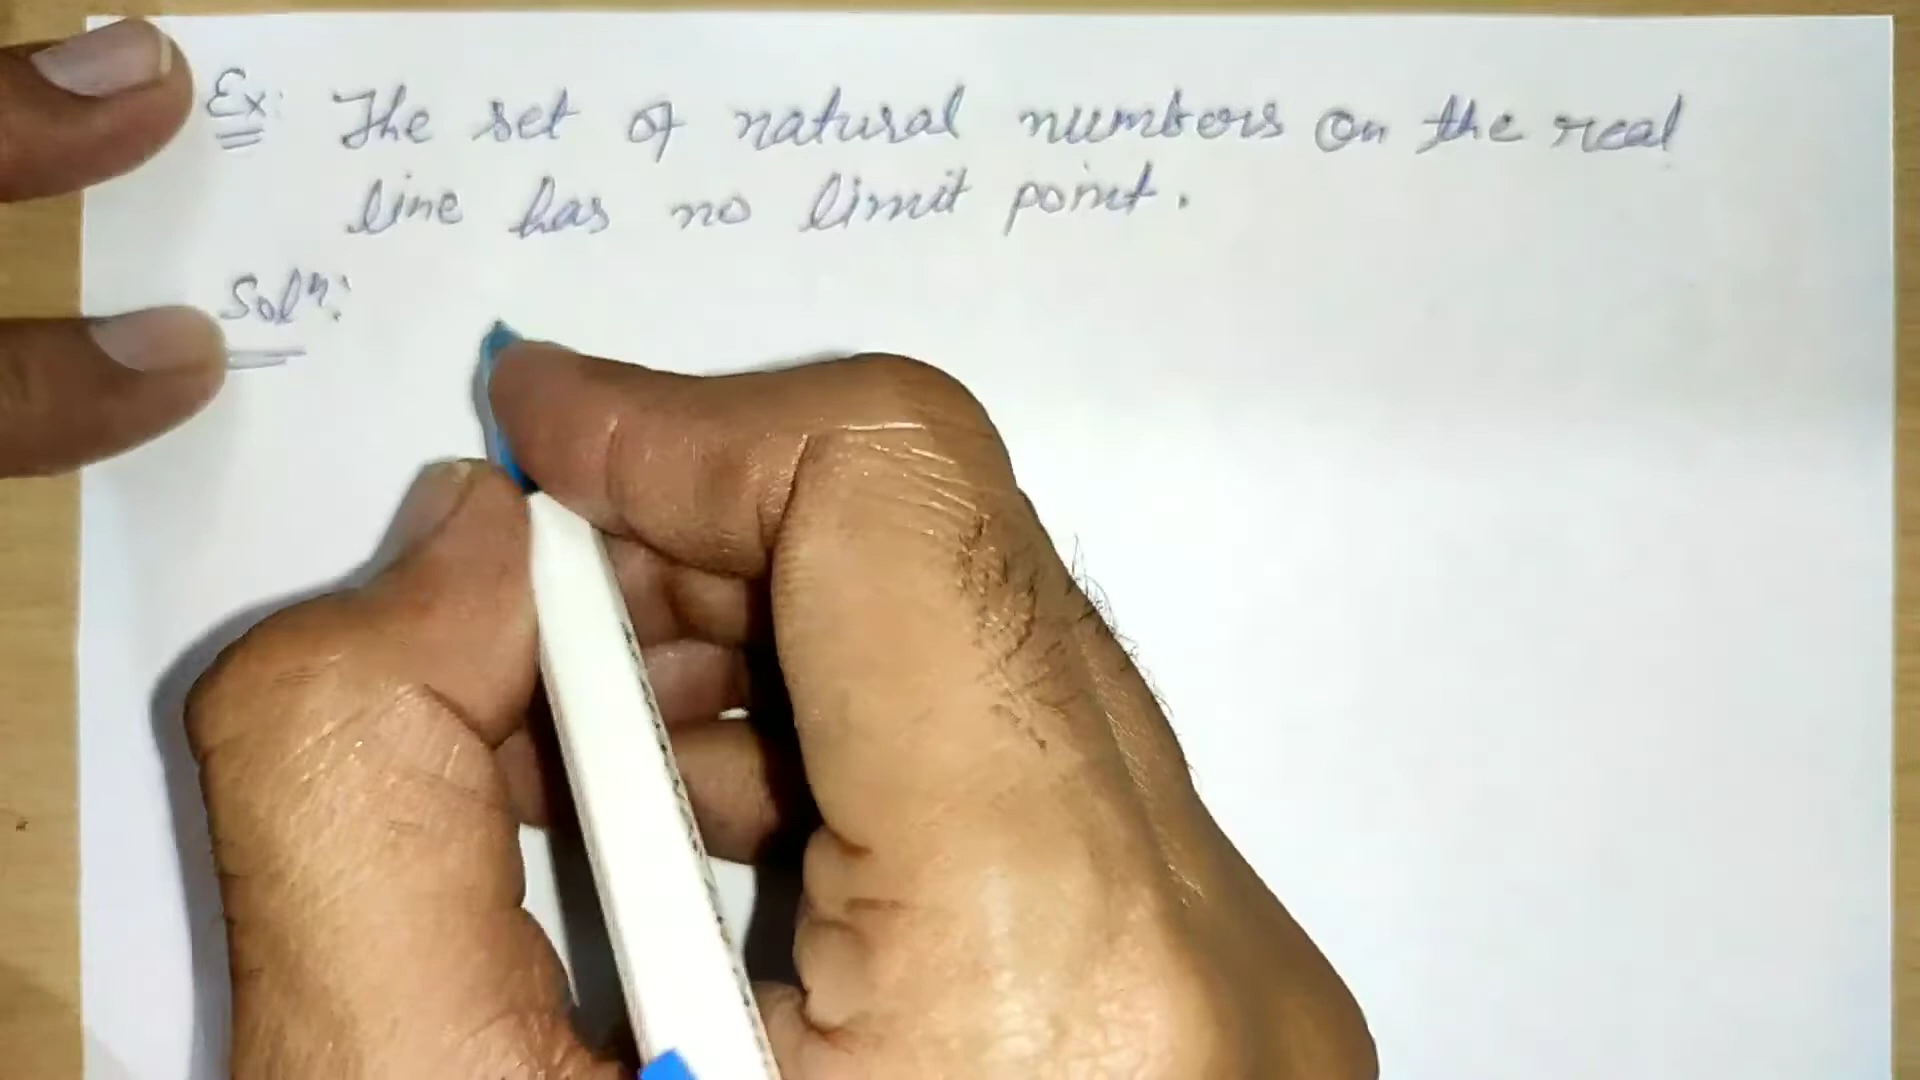 Ex: The set of natural numbers on the real
line has no limit point.
Solⁿ: